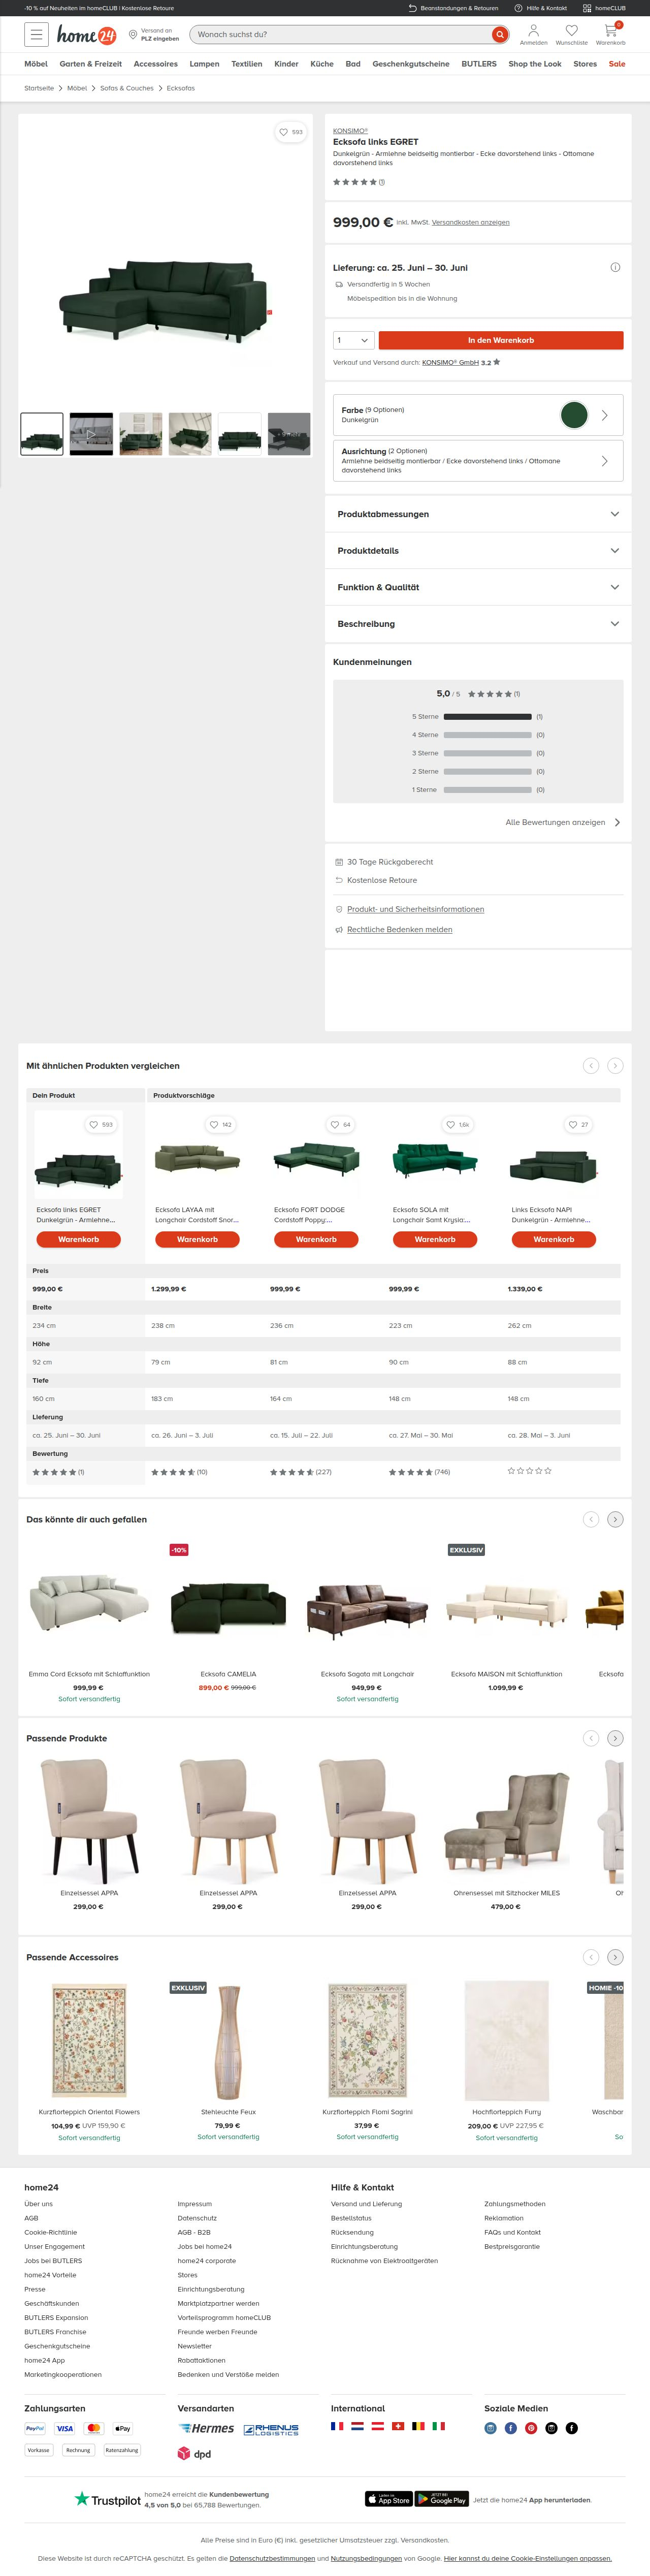 -10 % auf Neuheiten im homeCLUB | Kostenlose Retoure
Beanstandungen & Retouren
Hilfe & Kontakt
homeCLUB
home24
Versand an
PLZ eingeben
Wonach suchst du?
Anmelden
Wunschliste
0
Warenkorb
Möbel Garten & Freizeit Accessoires Lampen Textilien Kinder Küche Bad Geschenkgutscheine BUTLERS Shop the Look Stores Sale
Startseite > Möbel > Sofas & Couches > Ecksofas
593
KONSIMO®
Ecksofa links EGRET
Dunkelgrün - Armlehne beidseitig montierbar - Ecke davorstehend links - Ottomane
davorstehend links
(1)
999,00 € inkl. MwSt. Versandkosten anzeigen
Lieferung: ca. 25. Juni – 30. Juni
Versandfertig in 5 Wochen
Möbelspedition bis in die Wohnung
1
In den Warenkorb
Verkauf und Versand durch: KONSIMO® GmbH 3.2 ★
Farbe (9 Optionen)
Dunkelgrün
Ausrichtung (2 Optionen)
Armlehne beidseitig montierbar / Ecke davorstehend links / Ottomane
davorstehend links
Produktabmessungen
Produktdetails
Funktion & Qualität
Beschreibung
Kundenmeinungen
5,0 / 5 ★★★★★ (1)
5 Sterne (1)
4 Sterne (0)
3 Sterne (0)
2 Sterne (0)
1 Sterne (0)
Alle Bewertungen anzeigen
30 Tage Rückgaberecht
Kostenlose Retoure
Produkt- und Sicherheitsinformationen
Rechtliche Bedenken melden
Mit ähnlichen Produkten vergleichen
Dein Produkt Produktvorschläge
593 142 64 1,6k 27
Ecksofa links EGRET Ecksofa LAYAA mit Ecksofa FORT DODGE Ecksofa SOLA mit Links Ecksofa NAPI
Dunkelgrün - Armlehne... Longchair Cordstoff Snor... Cordstoff Poppy:... Longchair Samt Krysia:... Dunkelgrün - Armlehne...
Warenkorb Warenkorb Warenkorb Warenkorb Warenkorb
Preis
999,00 € 1.299,99 € 999,99 € 999,99 € 1.339,00 €
Breite
234 cm 238 cm 236 cm 223 cm 262 cm
Höhe
92 cm 79 cm 81 cm 90 cm 88 cm
Tiefe
160 cm 183 cm 164 cm 148 cm 148 cm
Lieferung
ca. 25. Juni – 30. Juni ca. 26. Juni – 3. Juli ca. 15. Juli – 22. Juli ca. 27. Mai – 30. Mai ca. 28. Mai – 3. Juni
Bewertung
(1) (10) (227) (746)
Das könnte dir auch gefallen
-10% EXKLUSIV
Emma Cord Ecksofa mit Schlaffunktion Ecksofa CAMELIA Ecksofa Sagata mit Longchair Ecksofa MAISON mit Schlaffunktion Ecksofa
999,99 € 899,00 € 999,00 € 949,99 € 1.099,99 €
Sofort versandfertig Sofort versandfertig
Passende Produkte
Einzelsessel APPA Einzelsessel APPA Einzelsessel APPA Ohrensessel mit Sitzhocker MILES Oh
299,00 € 299,00 € 299,00 € 479,00 €
Passende Accessoires
EXKLUSIV HOMIE -10
Kurzflorteppich Oriental Flowers Stehleuchte Feux Kurzflorteppich Flomi Sagrini Hochflorteppich Furry Waschbar
104,99 € UVP 159,90 € 79,99 € 37,99 € 209,00 € UVP 227,95 €
Sofort versandfertig Sofort versandfertig Sofort versandfertig Sofort versandfertig So
home24
Über uns
AGB
Cookie-Richtlinie
Unser Engagement
Jobs bei BUTLERS
home24 Vorteile
Presse
Geschäftskunden
BUTLERS Expansion
BUTLERS Franchise
Geschenkgutscheine
home24 App
Marketingkooperationen
Impressum
Datenschutz
AGB - B2B
Jobs bei home24
home24 corporate
Stores
Einrichtungsberatung
Marktplatzpartner werden
Vorteilsprogramm homeCLUB
Freunde werben Freunde
Newsletter
Rabattaktionen
Bedenken und Verstöße melden
Hilfe & Kontakt
Versand und Lieferung
Bestellstatus
Rücksendung
Einrichtungsberatung
Rücknahme von Elektroaltgeräten
Zahlungsmethoden
Reklamation
FAQs und Kontakt
Bestpreisgarantie
Zahlungsarten
PayPal VISA mastercard Pay
Vorkasse Rechnung Ratenzahlung
Versandarten
Hermes RHENUS LOGISTICS
dpd
International
Soziale Medien
Trustpilot
home24 erreicht die Kundenbewertung
4,5 von 5,0 bei 65,788 Bewertungen.
Laden im App Store
JETZT BEI Google Play
Jetzt die home24 App herunterladen.
Alle Preise sind in Euro (€) inkl. gesetzlicher Umsatzsteuer zzgl. Versandkosten.
Diese Website ist durch reCAPTCHA geschützt. Es gelten die Datenschutzbestimmungen und Nutzungsbedingungen von Google. Hier kannst du deine Cookie-Einstellungen anpassen.